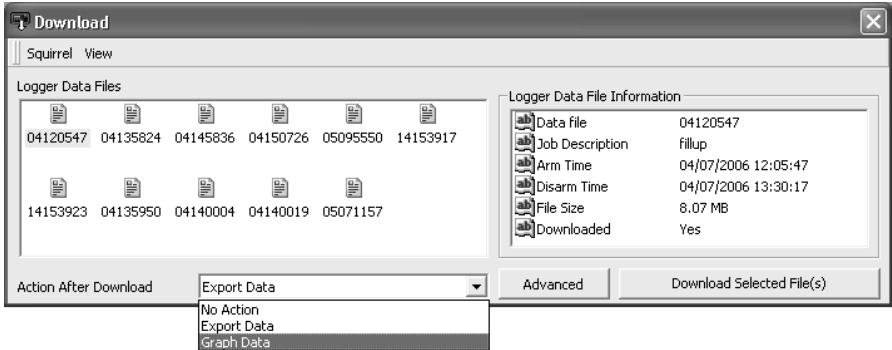 Download
Squirrel View
Logger Data Files
04120547 04135824 04145836 04150726 05095550 14153917
14153923 04135950 04140004 04140019 05071157
Logger Data File Information
Data file 04120547
Job Description fillup
Arm Time 04/07/2006 12:05:47
Disarm Time 04/07/2006 13:30:17
File Size 8.07 MB
Downloaded Yes
Action After Download Export Data Advanced Download Selected File(s)
No Action
Export Data
Graph Data